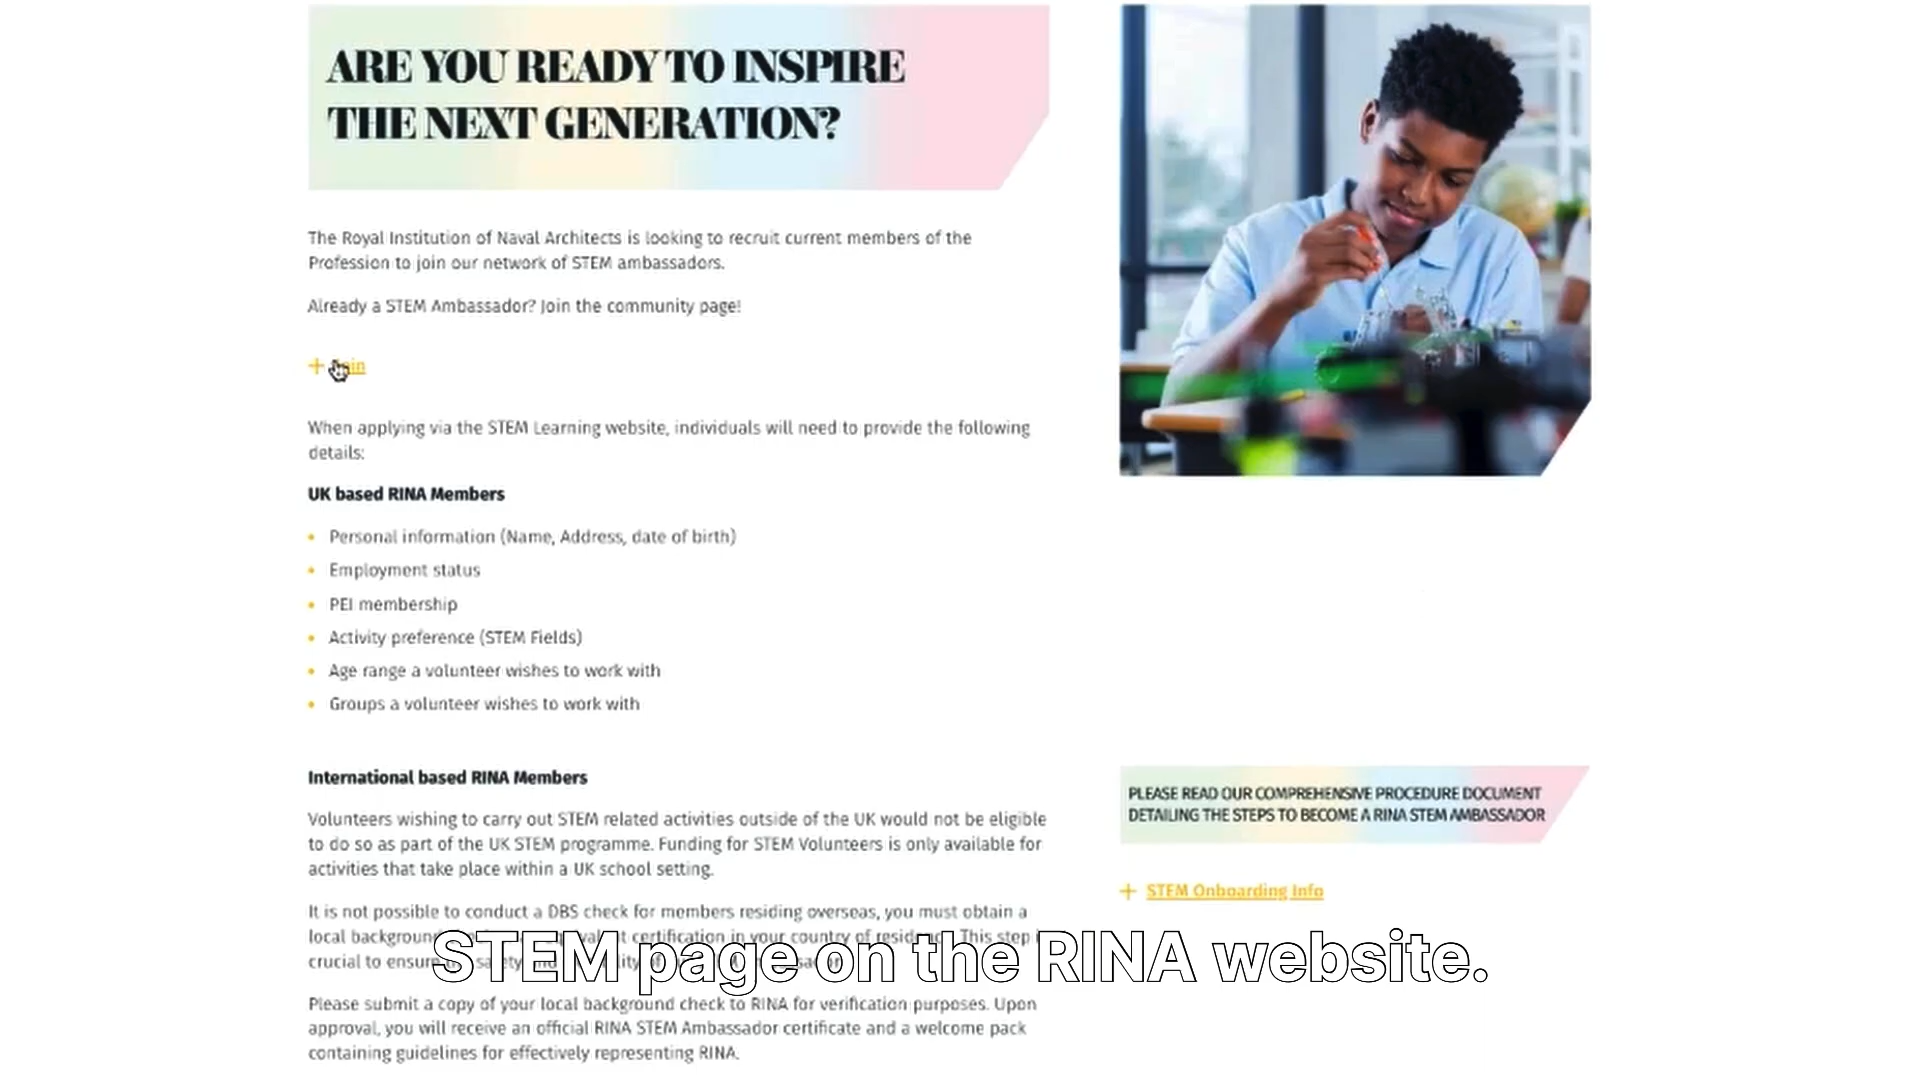 ARE YOU READY TO INSPIRE
THE NEXT GENERATION?
The Royal Institution of Naval Architects is looking to recruit current members of the
Profession to join our network of STEM ambassadors.
Already a STEM Ambassador? Join the community page!
+ Join
When applying via the STEM Learning website, individuals will need to provide the following
details:
UK based RINA Members
• Personal information (Name, Address, date of birth)
• Employment status
• PEI membership
• Activity preference (STEM Fields)
• Age range a volunteer wishes to work with
• Groups a volunteer wishes to work with
International based RINA Members
Volunteers wishing to carry out STEM related activities outside of the UK would not be eligible
to do so as part of the UK STEM programme. Funding for STEM Volunteers is only available for
activities that take place within a UK school setting.
It is not possible to conduct a DBS check for members residing overseas, you must obtain a
local background certification in your country of This step
crucial to ensure
Please submit a copy of your local background check to RINA for verification purposes. Upon
approval, you will receive an official RINA STEM Ambassador certificate and a welcome pack
containing guidelines for effectively representing RINA.
PLEASE READ OUR COMPREHENSIVE PROCEDURE DOCUMENT
DETAILING THE STEPS TO BECOME A RINA STEM AMBASSADOR
+ STEM Onboarding Info
STEM page on the RINA website.